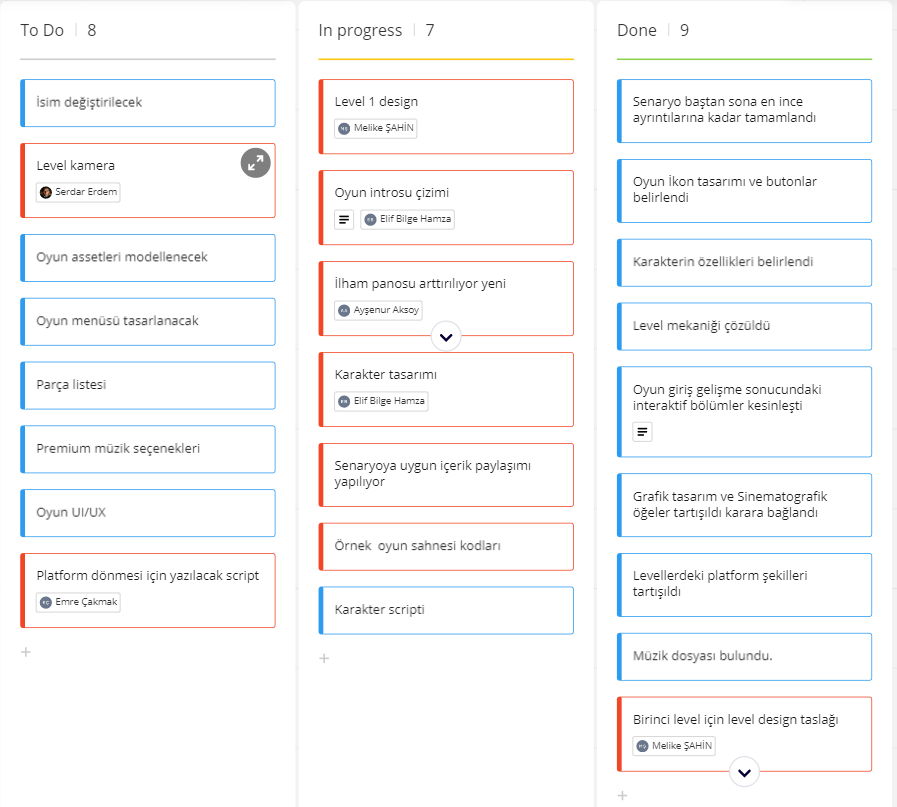 To Do 8
İsim değiştirilecek
Level kamera
Serdar Erdem
Oyun assetleri modellenecek
Oyun menüsü tasarlanacak
Parça listesi
Premium müzik seçenekleri
Oyun UI/UX
Platform dönmesi için yazılacak script
EÇ Emre Çakmak
+
In progress 7
Level 1 design
MŞ Melike ŞAHİN
Oyun introsu çizimi
EB Elif Bilge Hamza
İlham panosu arttırılıyor yeni
AA Ayşenur Aksoy
Karakter tasarımı
EB Elif Bilge Hamza
Senaryoya uygun içerik paylaşımı
yapılıyor
Örnek  oyun sahnesi kodları
Karakter scripti
+
Done 9
Senaryo baştan sona en ince
ayrıntılarına kadar tamamlandı
Oyun İkon tasarımı ve butonlar
belirlendi
Karakterin özellikleri belirlendi
Level mekaniği çözüldü
Oyun giriş gelişme sonucundaki
interaktif bölümler kesinleşti
Grafik tasarım ve Sinematografik
öğeler tartışıldı karara bağlandı
Levellerdeki platform şekilleri
tartışıldı
Müzik dosyası bulundu.
Birinci level için level design taslağı
MŞ Melike ŞAHİN
+